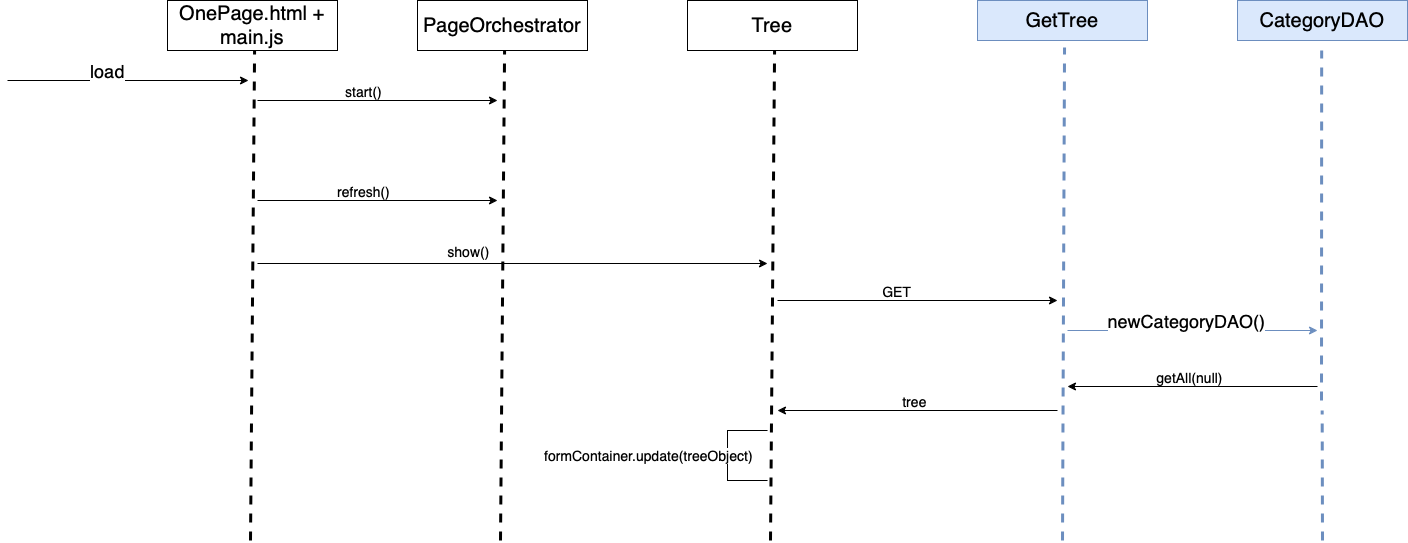 OnePage.html +
main.js
PageOrchestrator
Tree
GetTree
CategoryDAO
load
start()
refresh()
show()
GET
newCategoryDAO()
getAll(null)
tree
formContainer.update(treeObject)